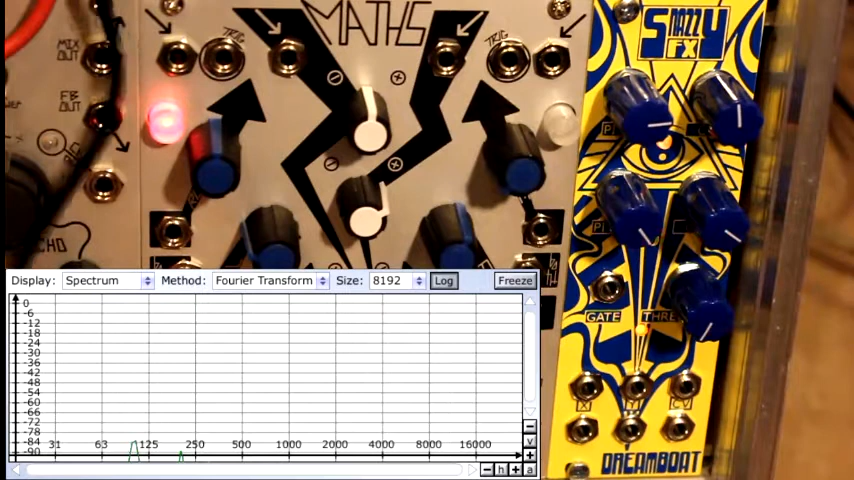 MATHS
SNAZZY
FX
TRIG
TRIG
MIX
OUT
FB
OUT
ECHO
GATE
THRE
X
Y
CV
DREAMBOAT
Display: Spectrum Method: Fourier Transform Size: 8192 Log Freeze
0
-6
-12
-18
-24
-30
-36
-42
-48
-54
-60
-66
-72
-78
-84
-90
31 63 125 250 500 1000 2000 4000 8000 16000
v
h a